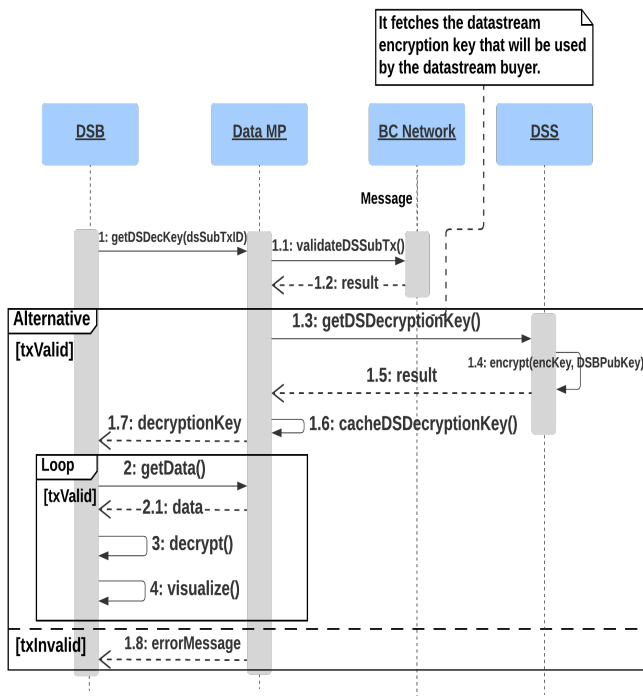 It fetches the datastream
encryption key that will be used
by the datastream buyer.
DSB
Data MP
BC Network
DSS
Message
1: getDSDecKey(dsSubTxID)
1.1: validateDSSubTx()
1.2: result
Alternative
1.3: getDSDecryptionKey()
[txValid]
1.4: encrypt(encKey, DSBPubKey)
1.5: result
1.7: decryptionKey
1.6: cacheDSDecryptionKey()
Loop
2: getData()
[txValid]
2.1: data
3: decrypt()
4: visualize()
[txInvalid]
1.8: errorMessage